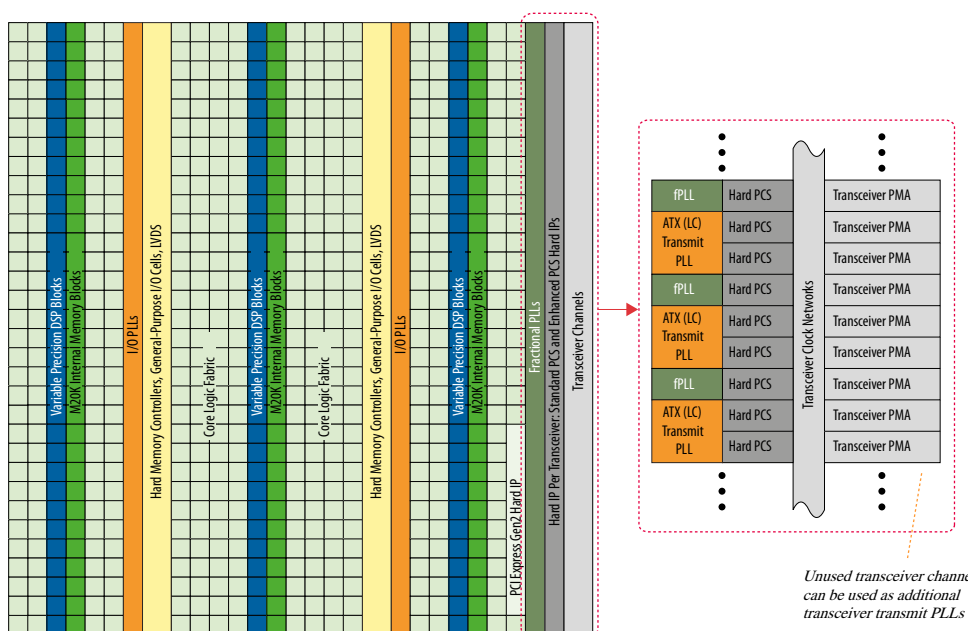 Variable Precision DSP Blocks
M20K Internal Memory Blocks
I/O PLLs
Hard Memory Controllers, General-Purpose I/O Cells, LVDS
Core Logic Fabric
Variable Precision DSP Blocks
M20K Internal Memory Blocks
Core Logic Fabric
Hard Memory Controllers, General-Purpose I/O Cells, LVDS
I/O PLLs
Variable Precision DSP Blocks
M20K Internal Memory Blocks
PCI Express Gen2 Hard IP
Fractional PLLs
Hard IP Per Transceiver: Standard PCS and Enhanced PCS Hard IPs
Transceiver Channels
fPLL
ATX (LC)
Transmit
PLL
fPLL
ATX (LC)
Transmit
PLL
fPLL
ATX (LC)
Transmit
PLL
Hard PCS
Hard PCS
Hard PCS
Hard PCS
Hard PCS
Hard PCS
Hard PCS
Hard PCS
Hard PCS
Transceiver Clock Networks
Transceiver PMA
Transceiver PMA
Transceiver PMA
Transceiver PMA
Transceiver PMA
Transceiver PMA
Transceiver PMA
Transceiver PMA
Transceiver PMA
Unused transceiver channe
can be used as additional
transceiver transmit PLLs